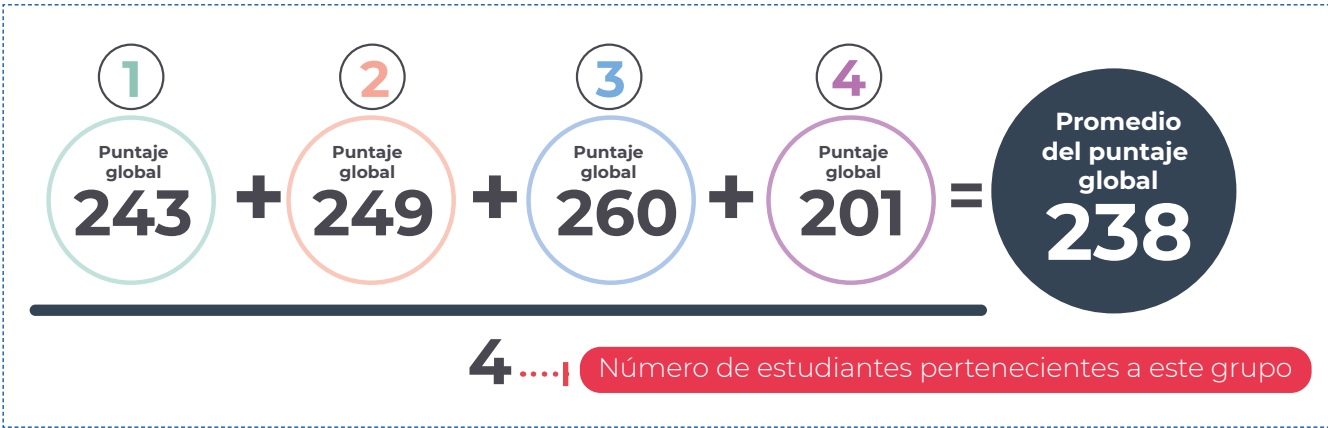 1 2 3 4
Puntaje global 243 + Puntaje global 249 + Puntaje global 260 + Puntaje global 201 = Promedio del puntaje global 238
4 Número de estudiantes pertenecientes a este grupo